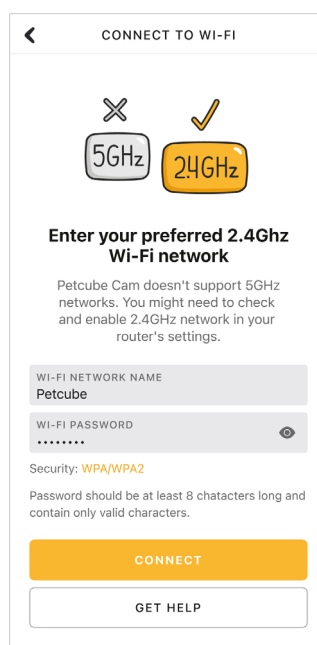 CONNECT TO WI-FI
5GHz
2.4GHz
Enter your preferred 2.4Ghz
Wi-Fi network
Petcube Cam doesn't support 5GHz
networks. You might need to check
and enable 2.4GHz network in your
router's settings.
WI-FI NETWORK NAME
Petcube
WI-FI PASSWORD
••••••••
Security: WPA/WPA2
Password should be at least 8 chatacters long and
contain only valid characters.
CONNECT
GET HELP